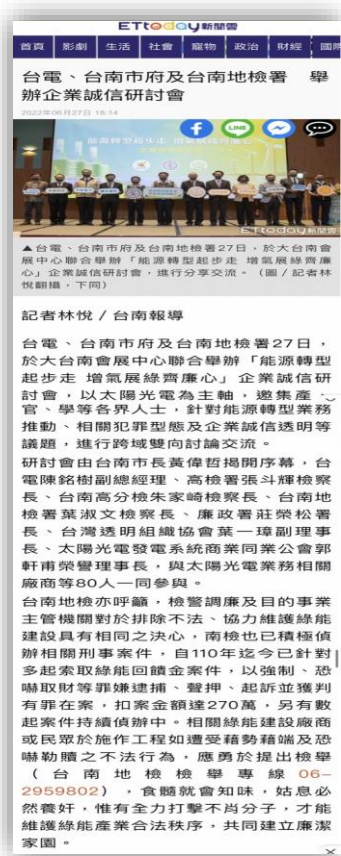 ETtoday新聞雲
首頁 影劇 生活 社會 寵物 政治 財經 國際
台電、台南市府及台南地檢署　舉
辦企業誠信研討會
2022年06月27日 18:14
能源轉型起步走 增氣展綠齊廉心
LINE
ETtoday新聞雲
▲台電、台南市府及台南地檢署27日，於大台南會
展中心聯合舉辦「能源轉型起步走 增氣展綠齊廉
心」企業誠信研討會，進行分享交流。（圖／記者林
悅翻攝，下同）
記者林悅／台南報導
台電、台南市府及台南地檢署27日，
於大台南會展中心聯合舉辦「能源轉型
起步走 增氣展綠齊廉心」企業誠信研
討會，以太陽光電為主軸，邀集產、
官、學等各界人士，針對能源轉型業務
推動、相關犯罪型態及企業誠信透明等
議題，進行跨域雙向討論交流。
研討會由台南市長黃偉哲揭開序幕，台
電陳銘樹副總經理、高檢署張斗輝檢察
長、台南高分檢朱家崎檢察長、台南地
檢署葉淑文檢察長、廉政署莊榮松署
長、台灣透明組織協會葉一璋副理事
長、太陽光電發電系統商業同業公會郭
軒甫榮譽理事長，與太陽光電業務相關
廠商等80人一同參與。
台南地檢亦呼籲，檢警調廉及目的事業
主管機關對於排除不法、協力維護綠能
建設具有相同之決心，南檢也已積極偵
辦相關刑事案件，自110年迄今已針對
多起索取綠能回饋金案件，以強制、恐
嚇取財等罪嫌逮捕、聲押、起訴並獲判
有罪在案，扣案金額達270萬，另有數
起案件持續偵辦中。相關綠能建設廠商
或民眾於施作工程如遭受藉勢藉端及恐
嚇勒贖之不法行為，應勇於提出檢舉
（台南地檢檢舉專線06-
2959802），食髓就會知味，姑息必
然養奸，惟有全力打擊不肖分子，才能
維護綠能產業合法秩序，共同建立廉潔
家園。